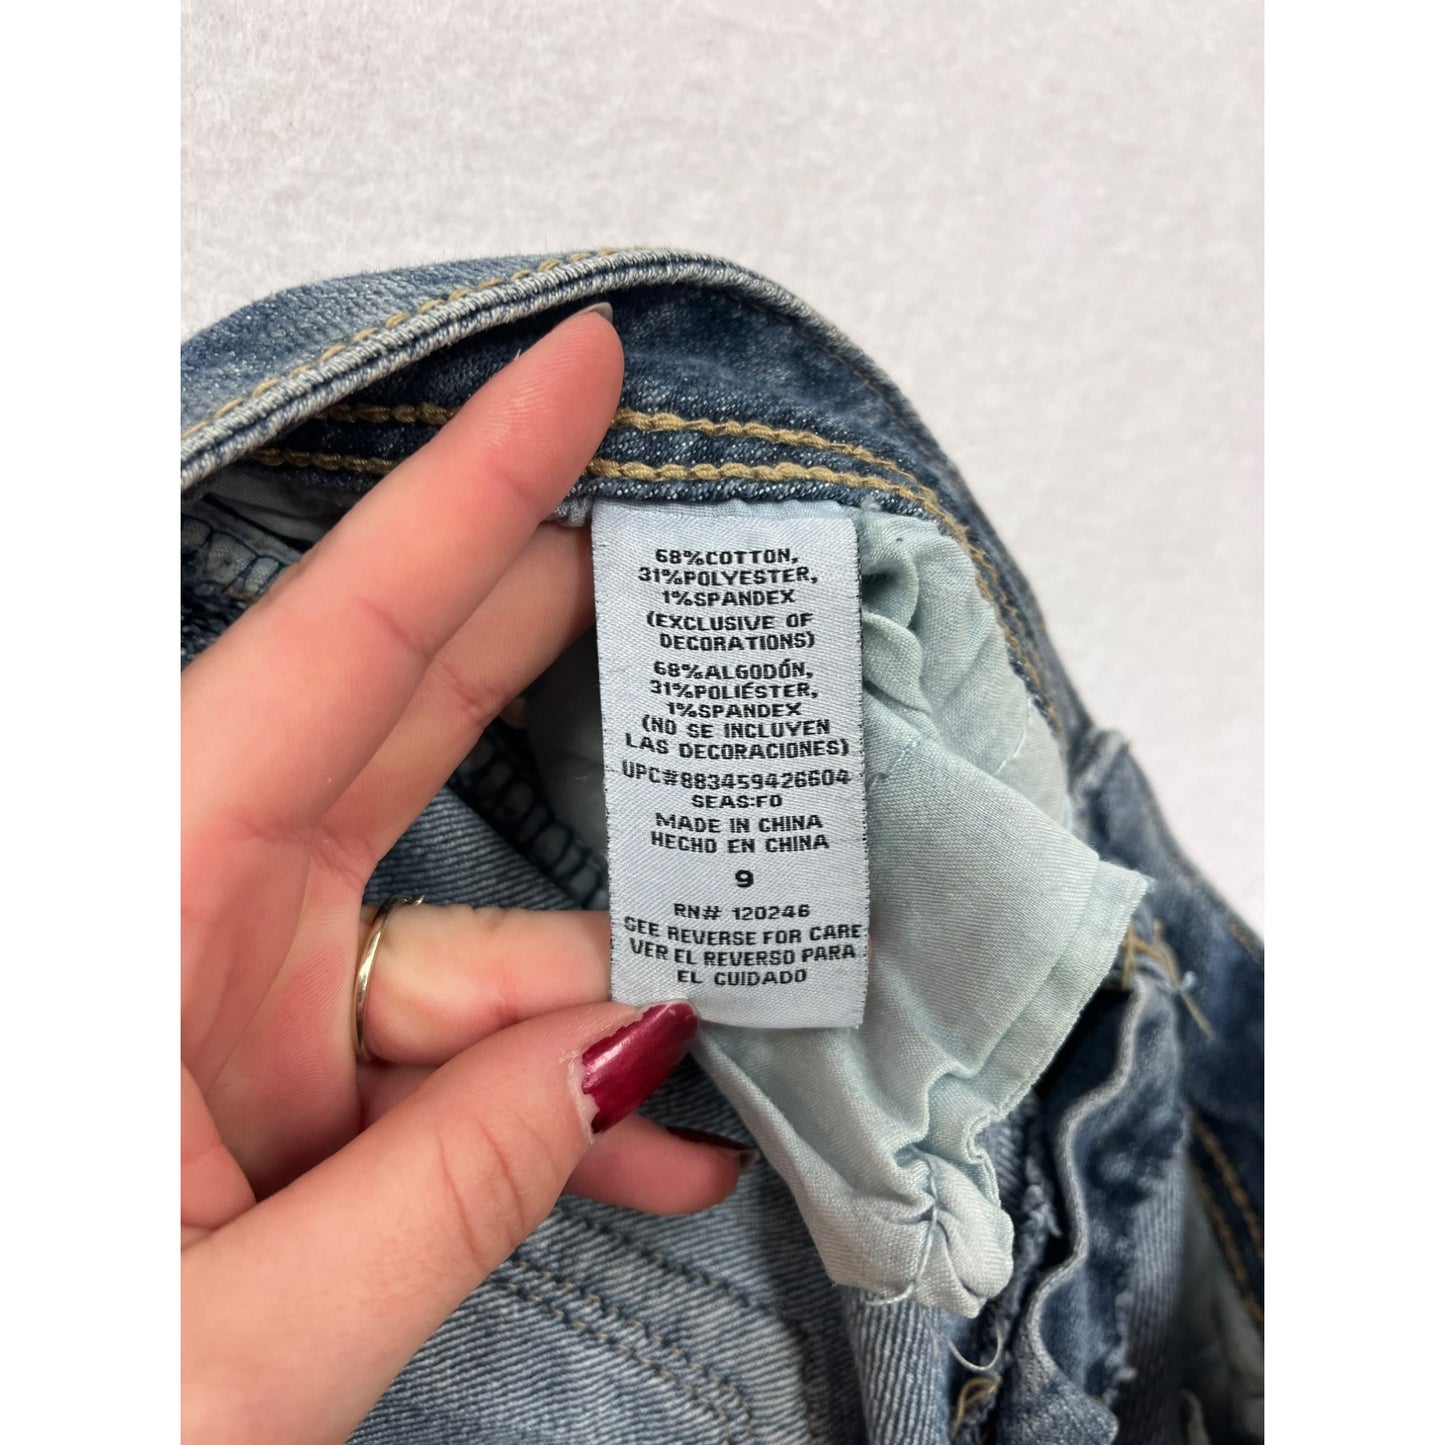 68%COTTON,
31%POLYESTER,
1%SPANDEX
(EXCLUSIVE OF
DECORATIONS)
68%ALGODÓN,
31%POLIÉSTER,
1%SPANDEX
(NO SE INCLUYEN
LAS DECORACIONES)
UPC#883459426604
SEAS:FO
MADE IN CHINA
HECHO EN CHINA
9
RN# 120246
SEE REVERSE FOR CARE
VER EL REVERSO PARA
EL CUIDADO